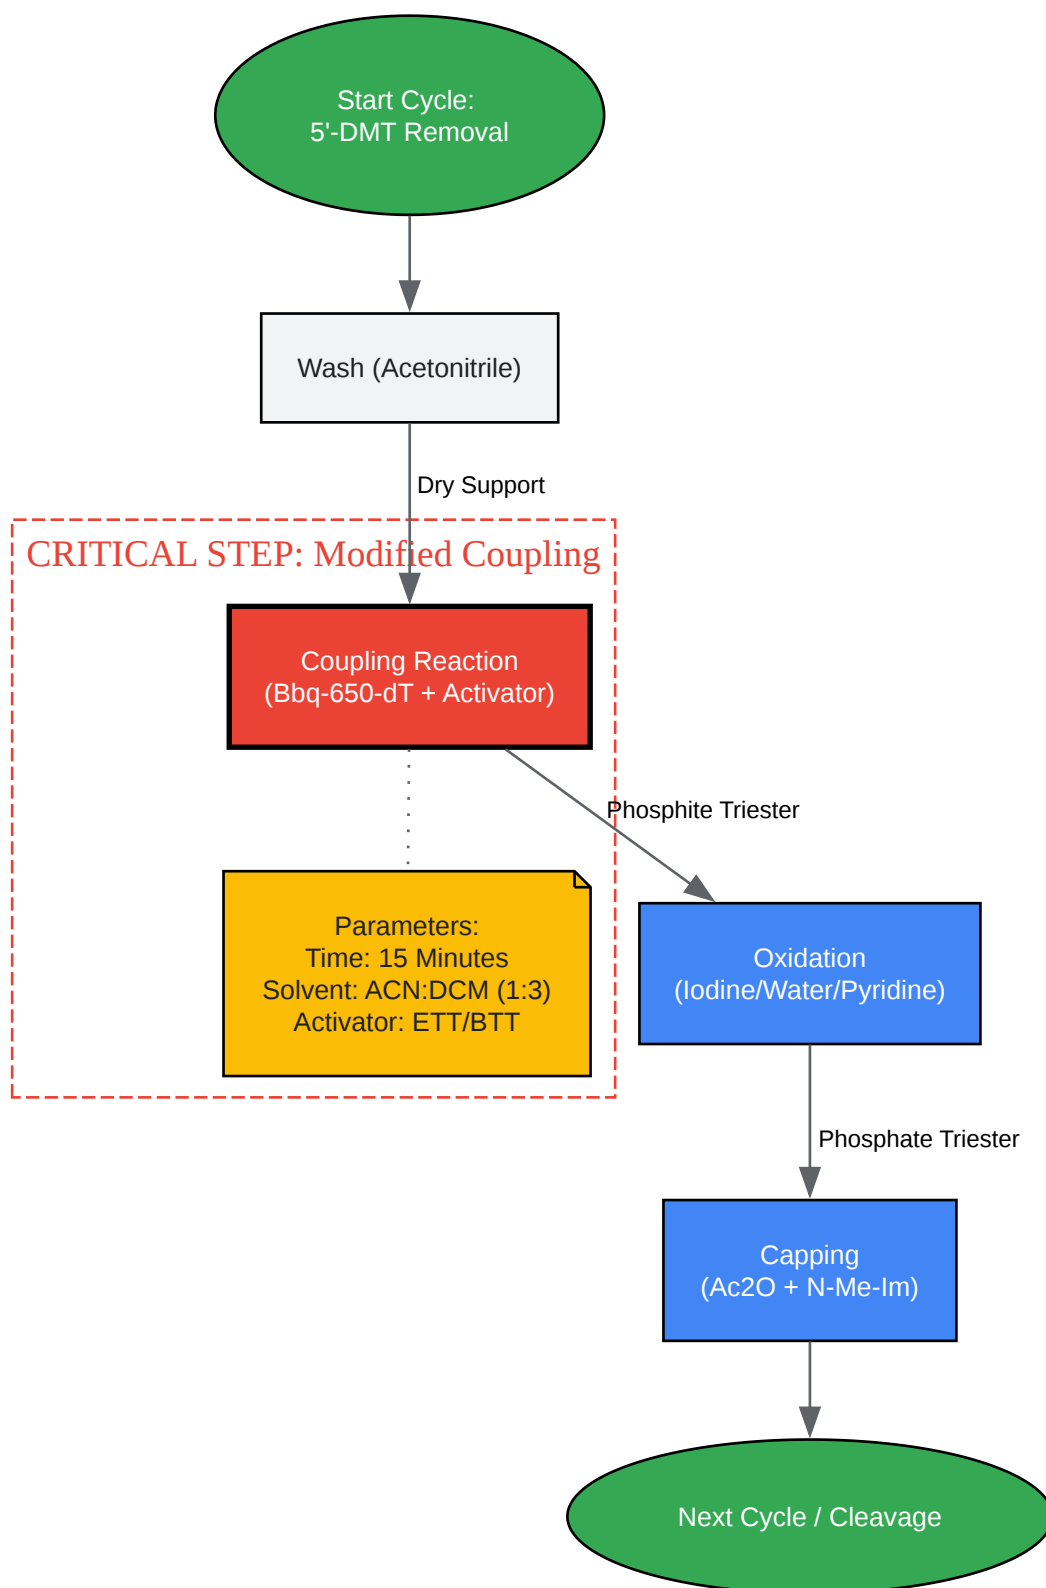 Start Cycle:
5'-DMT Removal
Wash (Acetonitrile)
Dry Support
CRITICAL STEP: Modified Coupling
Coupling Reaction
(Bbq-650-dT + Activator)
Phosphite Triester
Parameters:
Time: 15 Minutes
Solvent: ACN:DCM (1:3)
Activator: ETT/BTT
Oxidation
(Iodine/Water/Pyridine)
Phosphate Triester
Capping
(Ac2O + N-Me-Im)
Next Cycle / Cleavage